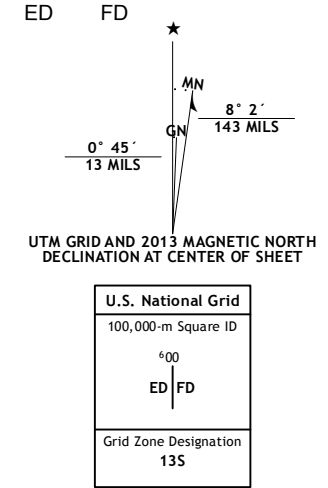 ED FD
★
MN
GN
8° 2´
143 MILS
0° 45´
13 MILS
UTM GRID AND 2013 MAGNETIC NORTH
DECLINATION AT CENTER OF SHEET
U.S. National Grid
100,000-m Square ID
⁶00
ED FD
Grid Zone Designation
13S